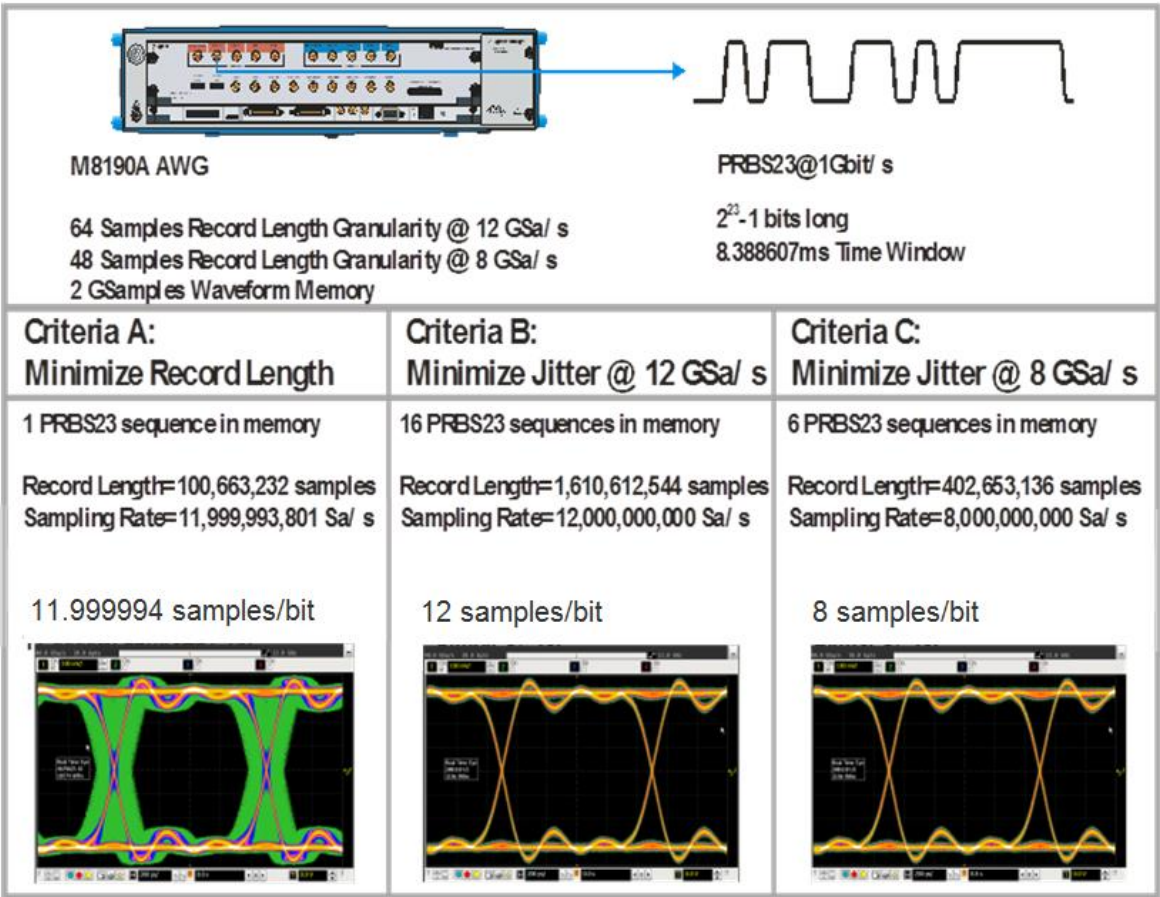 M8190A AWG
64 Samples Record Length Granularity @ 12 GSa/ s
48 Samples Record Length Granularity @ 8 GSa/ s
2 GSamples Waveform Memory
PRBS23@1Gbit/ s
2²³-1 bits long
8.388607ms Time Window
Criteria A:
Minimize Record Length
1 PRBS23 sequence in memory
Record Length=100,663,232 samples
Sampling Rate=11,999,993,801 Sa/ s
11.999994 samples/bit
Criteria B:
Minimize Jitter @ 12 GSa/ s
16 PRBS23 sequences in memory
Record Length=1,610,612,544 samples
Sampling Rate=12,000,000,000 Sa/ s
12 samples/bit
Criteria C:
Minimize Jitter @ 8 GSa/ s
6 PRBS23 sequences in memory
Record Length=402,653,136 samples
Sampling Rate=8,000,000,000 Sa/ s
8 samples/bit